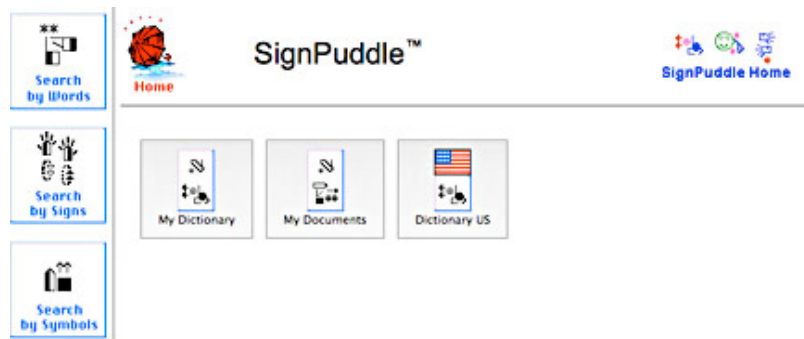 Search
by Words
Home
SignPuddle™
SignPuddle Home
Search
by Signs
My Dictionary
My Documents
Dictionary US
Search
by Symbols